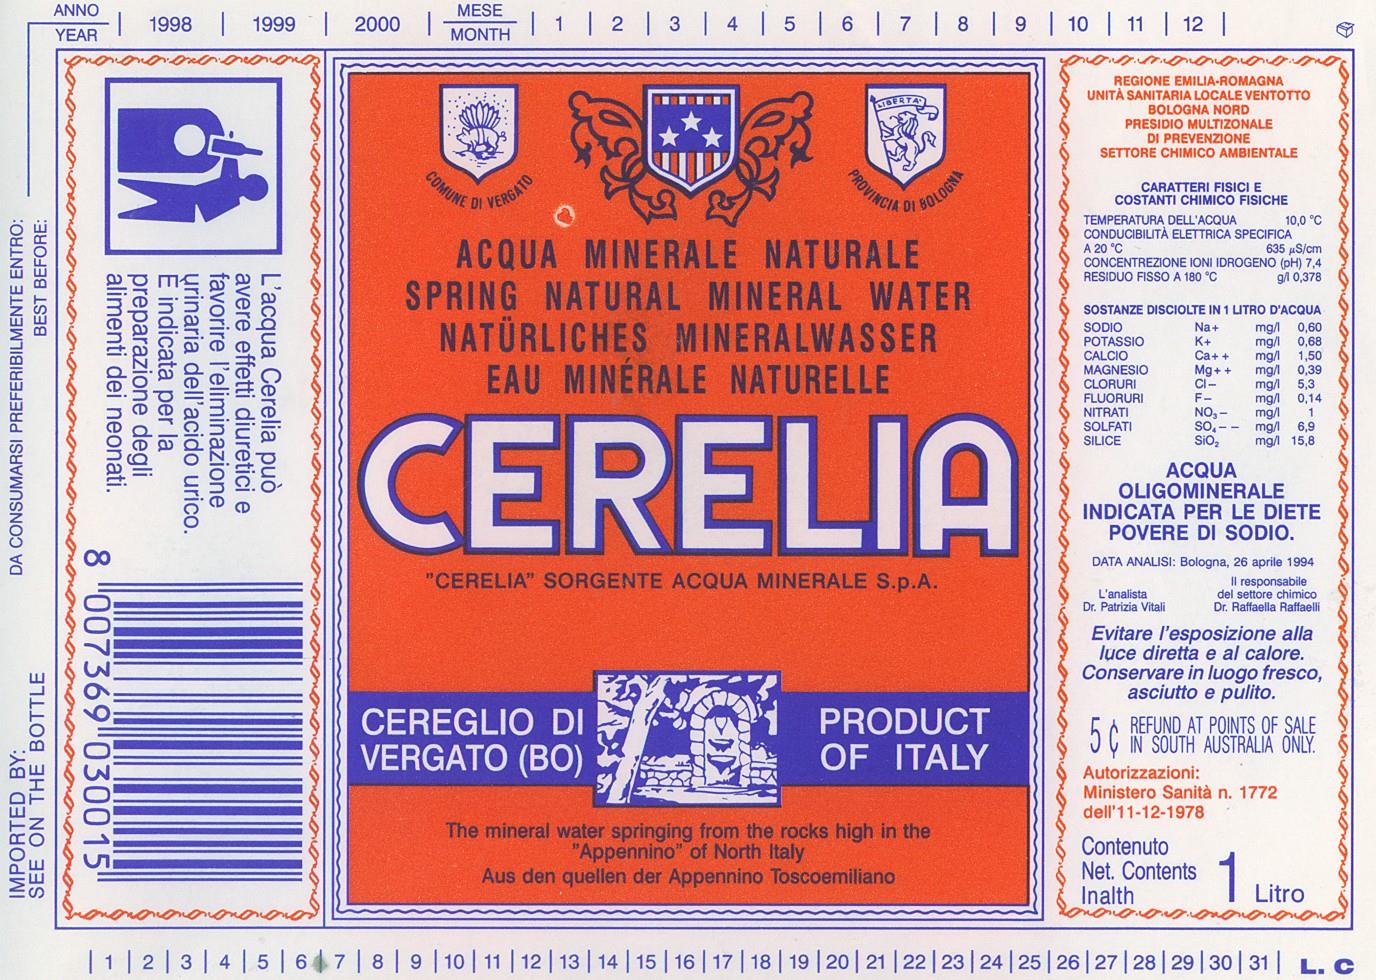 ANNO
YEAR
1998 1999 2000
MESE
MONTH
1 2 3 4 5 6 7 8 9 10 11 12
DA CONSUMARSI PREFERIBILMENTE ENTRO:
BEST BEFORE:
IMPORTED BY:
SEE ON THE BOTTLE
L'acqua Cerelia può
avere effetti diuretici e
favorire l'eliminazione
urinaria dell'acido urico.
È indicata per la
preparazione degli
alimenti dei neonati.
8 007369 030015
COMUNE DI VERGATO
LIBERTA'
PROVINCIA DI BOLOGNA
ACQUA MINERALE NATURALE
SPRING NATURAL MINERAL WATER
NATÜRLICHES MINERALWASSER
EAU MINÉRALE NATURELLE
CERELIA
"CERELIA" SORGENTE ACQUA MINERALE S.p.A.
CEREGLIO DI
VERGATO (BO)
PRODUCT
OF ITALY
The mineral water springing from the rocks high in the
"Appennino" of North Italy
Aus den quellen der Appennino Toscoemiliano
REGIONE EMILIA-ROMAGNA
UNITÀ SANITARIA LOCALE VENTOTTO
BOLOGNA NORD
PRESIDIO MULTIZONALE
DI PREVENZIONE
SETTORE CHIMICO AMBIENTALE
CARATTERI FISICI E
COSTANTI CHIMICO FISICHE
TEMPERATURA DELL'ACQUA 10,0 °C
CONDUCIBILITÀ ELETTRICA SPECIFICA
A 20 °C 635 µS/cm
CONCENTREZIONE IONI IDROGENO (pH) 7,4
RESIDUO FISSO A 180 °C g/l 0,378
SOSTANZE DISCIOLTE IN 1 LITRO D'ACQUA
SODIO Na+ mg/l 0,60
POTASSIO K+ mg/l 0,68
CALCIO Ca++ mg/l 1,50
MAGNESIO Mg++ mg/l 0,39
CLORURI Cl− mg/l 5,3
FLUORURI F− mg/l 0,14
NITRATI NO₃− mg/l 1
SOLFATI SO₄−− mg/l 6,9
SILICE SiO₂ mg/l 15,8
ACQUA
OLIGOMINERALE
INDICATA PER LE DIETE
POVERE DI SODIO.
DATA ANALISI: Bologna, 26 aprile 1994
L'analista
Dr. Patrizia Vitali
Il responsabile
del settore chimico
Dr. Raffaella Raffaelli
Evitare l'esposizione alla
luce diretta e al calore.
Conservare in luogo fresco,
asciutto e pulito.
5 ¢ REFUND AT POINTS OF SALE
IN SOUTH AUSTRALIA ONLY.
Autorizzazioni:
Ministero Sanità n. 1772
dell'11-12-1978
Contenuto
Net. Contents
Inalth
1 Litro
1 2 3 4 5 6 7 8 9 10 11 12 13 14 15 16 17 18 19 20 21 22 23 24 25 26 27 28 29 30 31 L. C